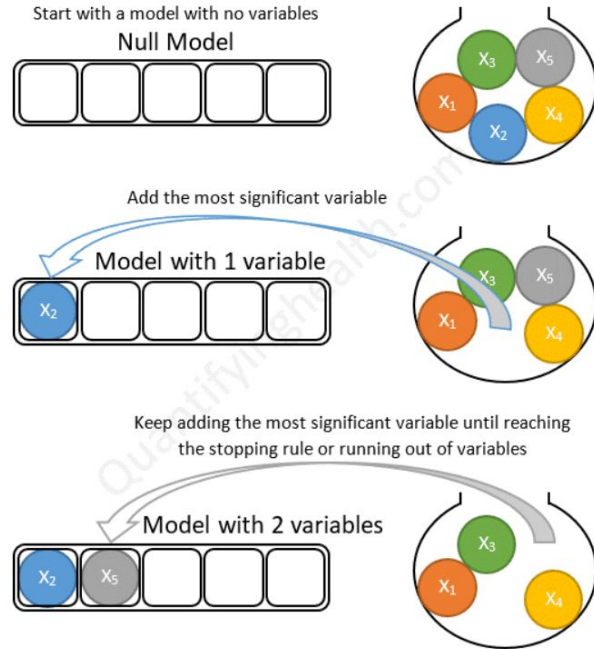 Start with a model with no variables
Null Model
X₃
X₅
X₁
X₄
X₂
Add the most significant variable
Model with 1 variable
X₂
X₃
X₅
X₁
X₄
Keep adding the most significant variable until reaching
the stopping rule or running out of variables
Model with 2 variables
X₂
X₅
X₃
X₁
X₄
Quantifyinghealth.com